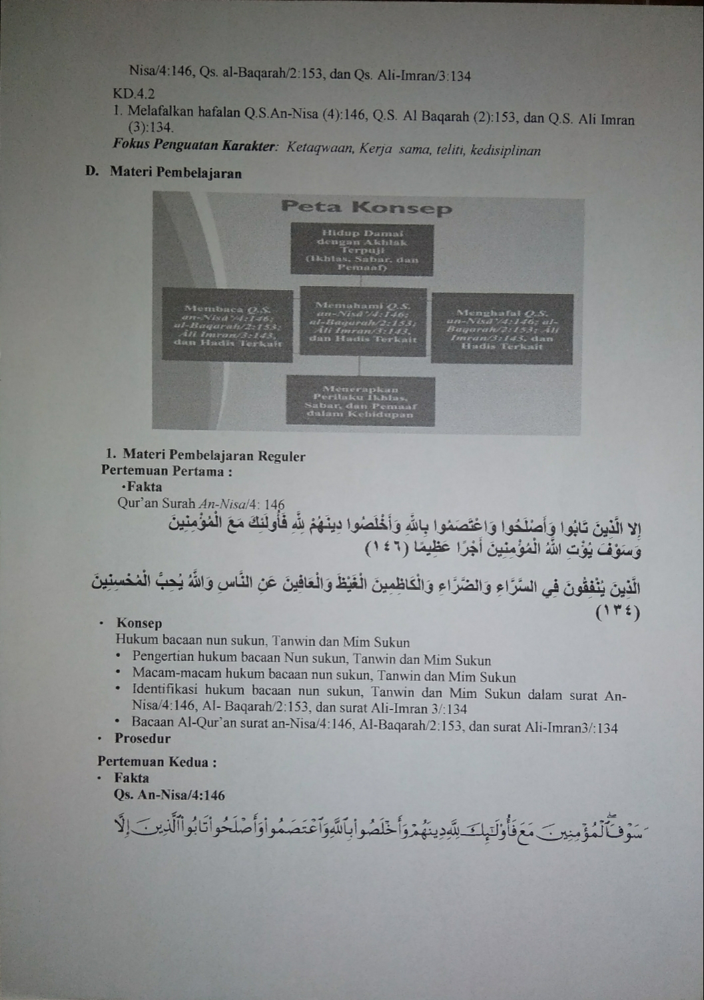 Nisa/4:146, Qs. al-Baqarah/2:153, dan Qs. Ali-Imran/3:134
KD.4.2
1. Melafalkan hafalan Q.S.An-Nisa (4):146, Q.S. Al Baqarah (2):153, dan Q.S. Ali Imran
(3):134.
Fokus Penguatan Karakter: Ketaqwaan, Kerja sama, teliti, kedisiplinan
D. Materi Pembelajaran
Peta Konsep
Hidup Damai
dengan Akhlak
Terpuji
(Ikhlas, Sabar, dan
Pemaaf)
Membaca Q.S.
an-Nisā'/4:146;
al-Baqarah/2:153;
Āli Imran/3:143,
dan Hadis Terkait
Memahami Q.S.
an-Nisā'/4:146;
al-Baqarah/2:153;
Āli Imran/3:143,
dan Hadis Terkait
Menghafal Q.S.
an-Nisā'/4:146; al-
Baqarah/2:153; Āli
Imran/3:143, dan
Hadis Terkait
Menerapkan
Perilaku Ikhlas,
Sabar, dan Pemaaf
dalam Kehidupan
1. Materi Pembelajaran Reguler
Pertemuan Pertama :
•Fakta
Qur'an Surah An-Nisa/4: 146
إِلا الَّذِينَ تَابُوا وَأَصْلَحُوا وَاعْتَصَمُوا بِاللَّهِ وَأَخْلَصُوا دِينَهُمْ لِلَّهِ فَأُولَئِكَ مَعَ الْمُؤْمِنِينَ
وَسَوْفَ يُؤْتِ اللَّهُ الْمُؤْمِنِينَ أَجْرًا عَظِيمًا (١٤٦)
الَّذِينَ يُنْفِقُونَ فِي السَّرَّاءِ وَالضَّرَّاءِ وَالْكَاظِمِينَ الْغَيْظَ وَالْعَافِينَ عَنِ النَّاسِ وَاللَّهُ يُحِبُّ الْمُحْسِنِينَ
(١٣٤)
• Konsep
Hukum bacaan nun sukun, Tanwin dan Mim Sukun
• Pengertian hukum bacaan Nun sukun, Tanwin dan Mim Sukun
• Macam-macam hukum bacaan nun sukun, Tanwin dan Mim Sukun
• Identifikasi hukum bacaan nun sukun, Tanwin dan Mim Sukun dalam surat An-
Nisa/4:146, Al- Baqarah/2:153, dan surat Ali-Imran 3/:134
• Bacaan Al-Qur'an surat an-Nisa/4:146, Al-Baqarah/2:153, dan surat Ali-Imran3/:134
• Prosedur
Pertemuan Kedua :
• Fakta
Qs. An-Nisa/4:146
سَوْفَ ٱلْمُؤْمِنِينَ مَعَ فَأُوْلَٰٓئِكَ لِلَّهِ دِينَهُمْ وَأَخْلَصُوا۟ بِٱللَّهِ وَٱعْتَصَمُوا۟ وَأَصْلَحُوا۟ تَابُوا۟ ٱلَّذِينَ إِلَّا